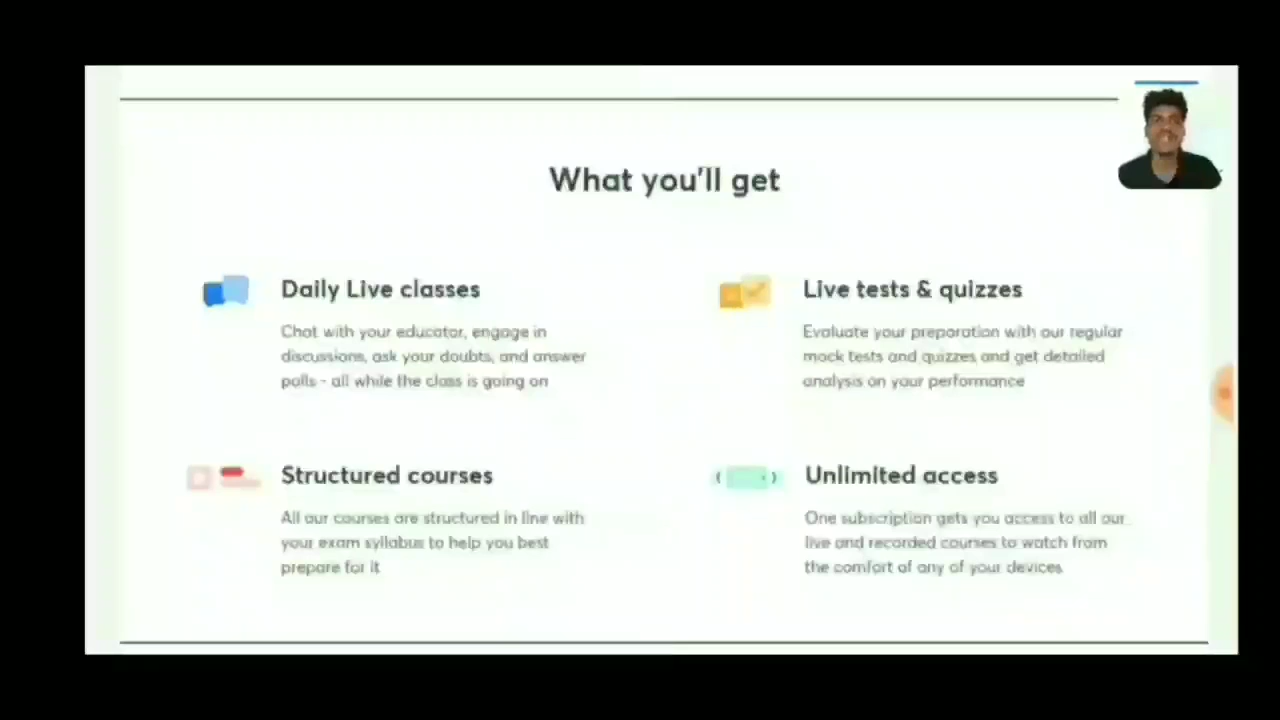 What you'll get
Daily Live classes
Chat with your educator, engage in
discussions, ask your doubts, and answer
polls - all while the class is going on
Live tests & quizzes
Evaluate your preparation with our regular
mock tests and quizzes and get detailed
analysis on your performance
Structured courses
All our courses are structured in line with
your exam syllabus to help you best
prepare for it
Unlimited access
One subscription gets you access to all our
live and recorded courses to watch from
the comfort of any of your devices